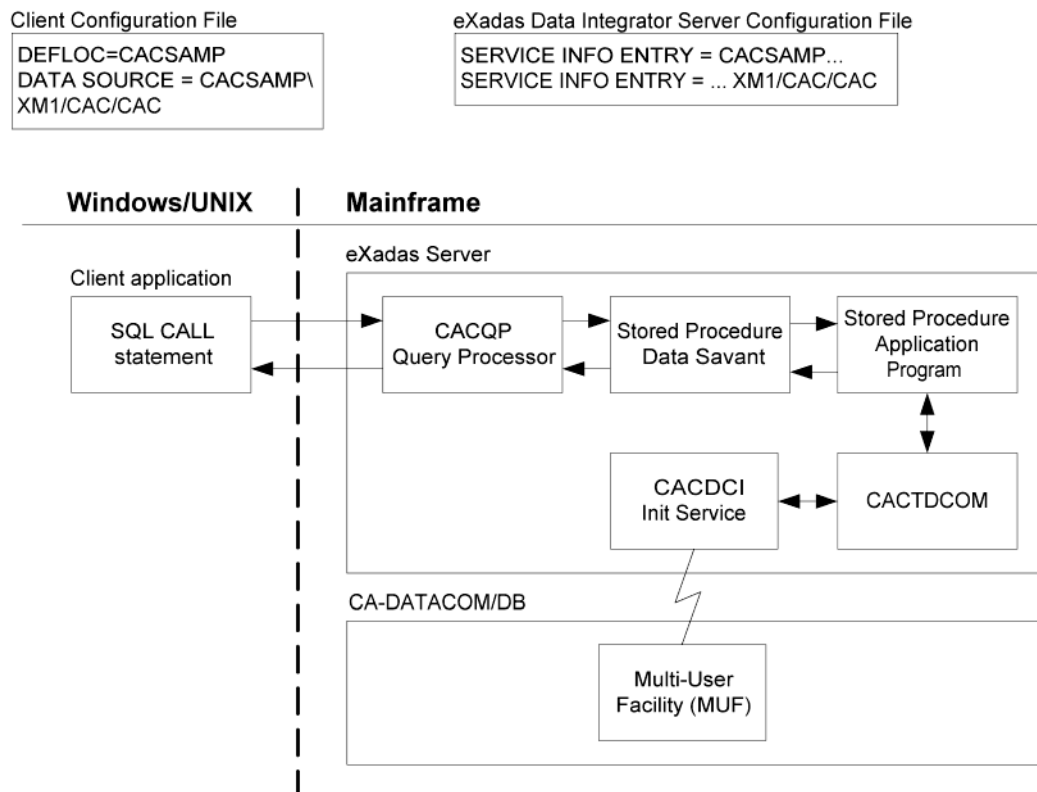 Client Configuration File
DEFLOC=CACSAMP
DATA SOURCE = CACSAMP\
XM1/CAC/CAC
eXadas Data Integrator Server Configuration File
SERVICE INFO ENTRY = CACSAMP...
SERVICE INFO ENTRY = ... XM1/CAC/CAC
Windows/UNIX
Mainframe
eXadas Server
Client application
SQL CALL
statement
CACQP
Query Processor
Stored Procedure
Data Savant
Stored Procedure
Application
Program
CACDCI
Init Service
CACTDCOM
CA-DATACOM/DB
Multi-User
Facility (MUF)